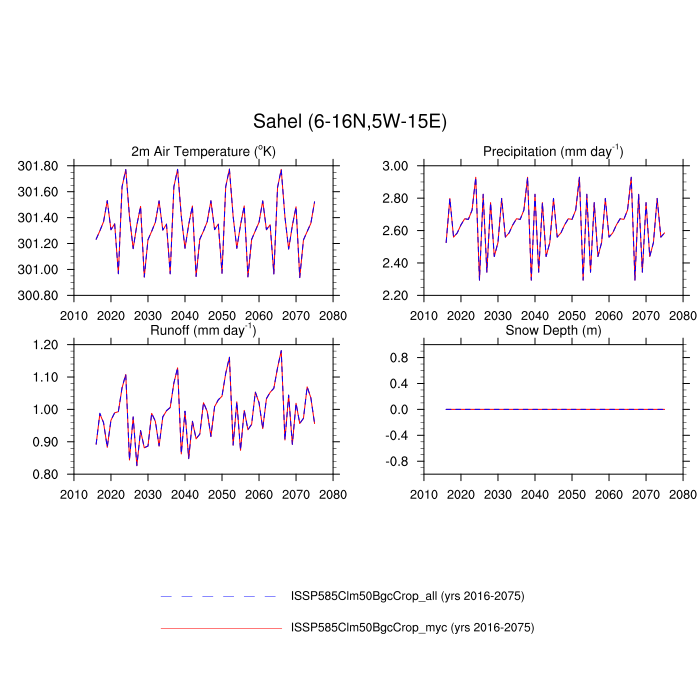 Sahel (6-16N,5W-15E)
2m Air Temperature (°K)
301.80
301.60
301.40
301.20
301.00
300.80
2010 2020 2030 2040 2050 2060 2070 2080
Precipitation (mm day-1)
3.00
2.80
2.60
2.40
2.20
2010 2020 2030 2040 2050 2060 2070 2080
Runoff (mm day-1)
1.20
1.10
1.00
0.90
0.80
2010 2020 2030 2040 2050 2060 2070 2080
Snow Depth (m)
0.8
0.4
0.0
-0.4
-0.8
2010 2020 2030 2040 2050 2060 2070 2080
ISSP585Clm50BgcCrop_all (yrs 2016-2075)
ISSP585Clm50BgcCrop_myc (yrs 2016-2075)